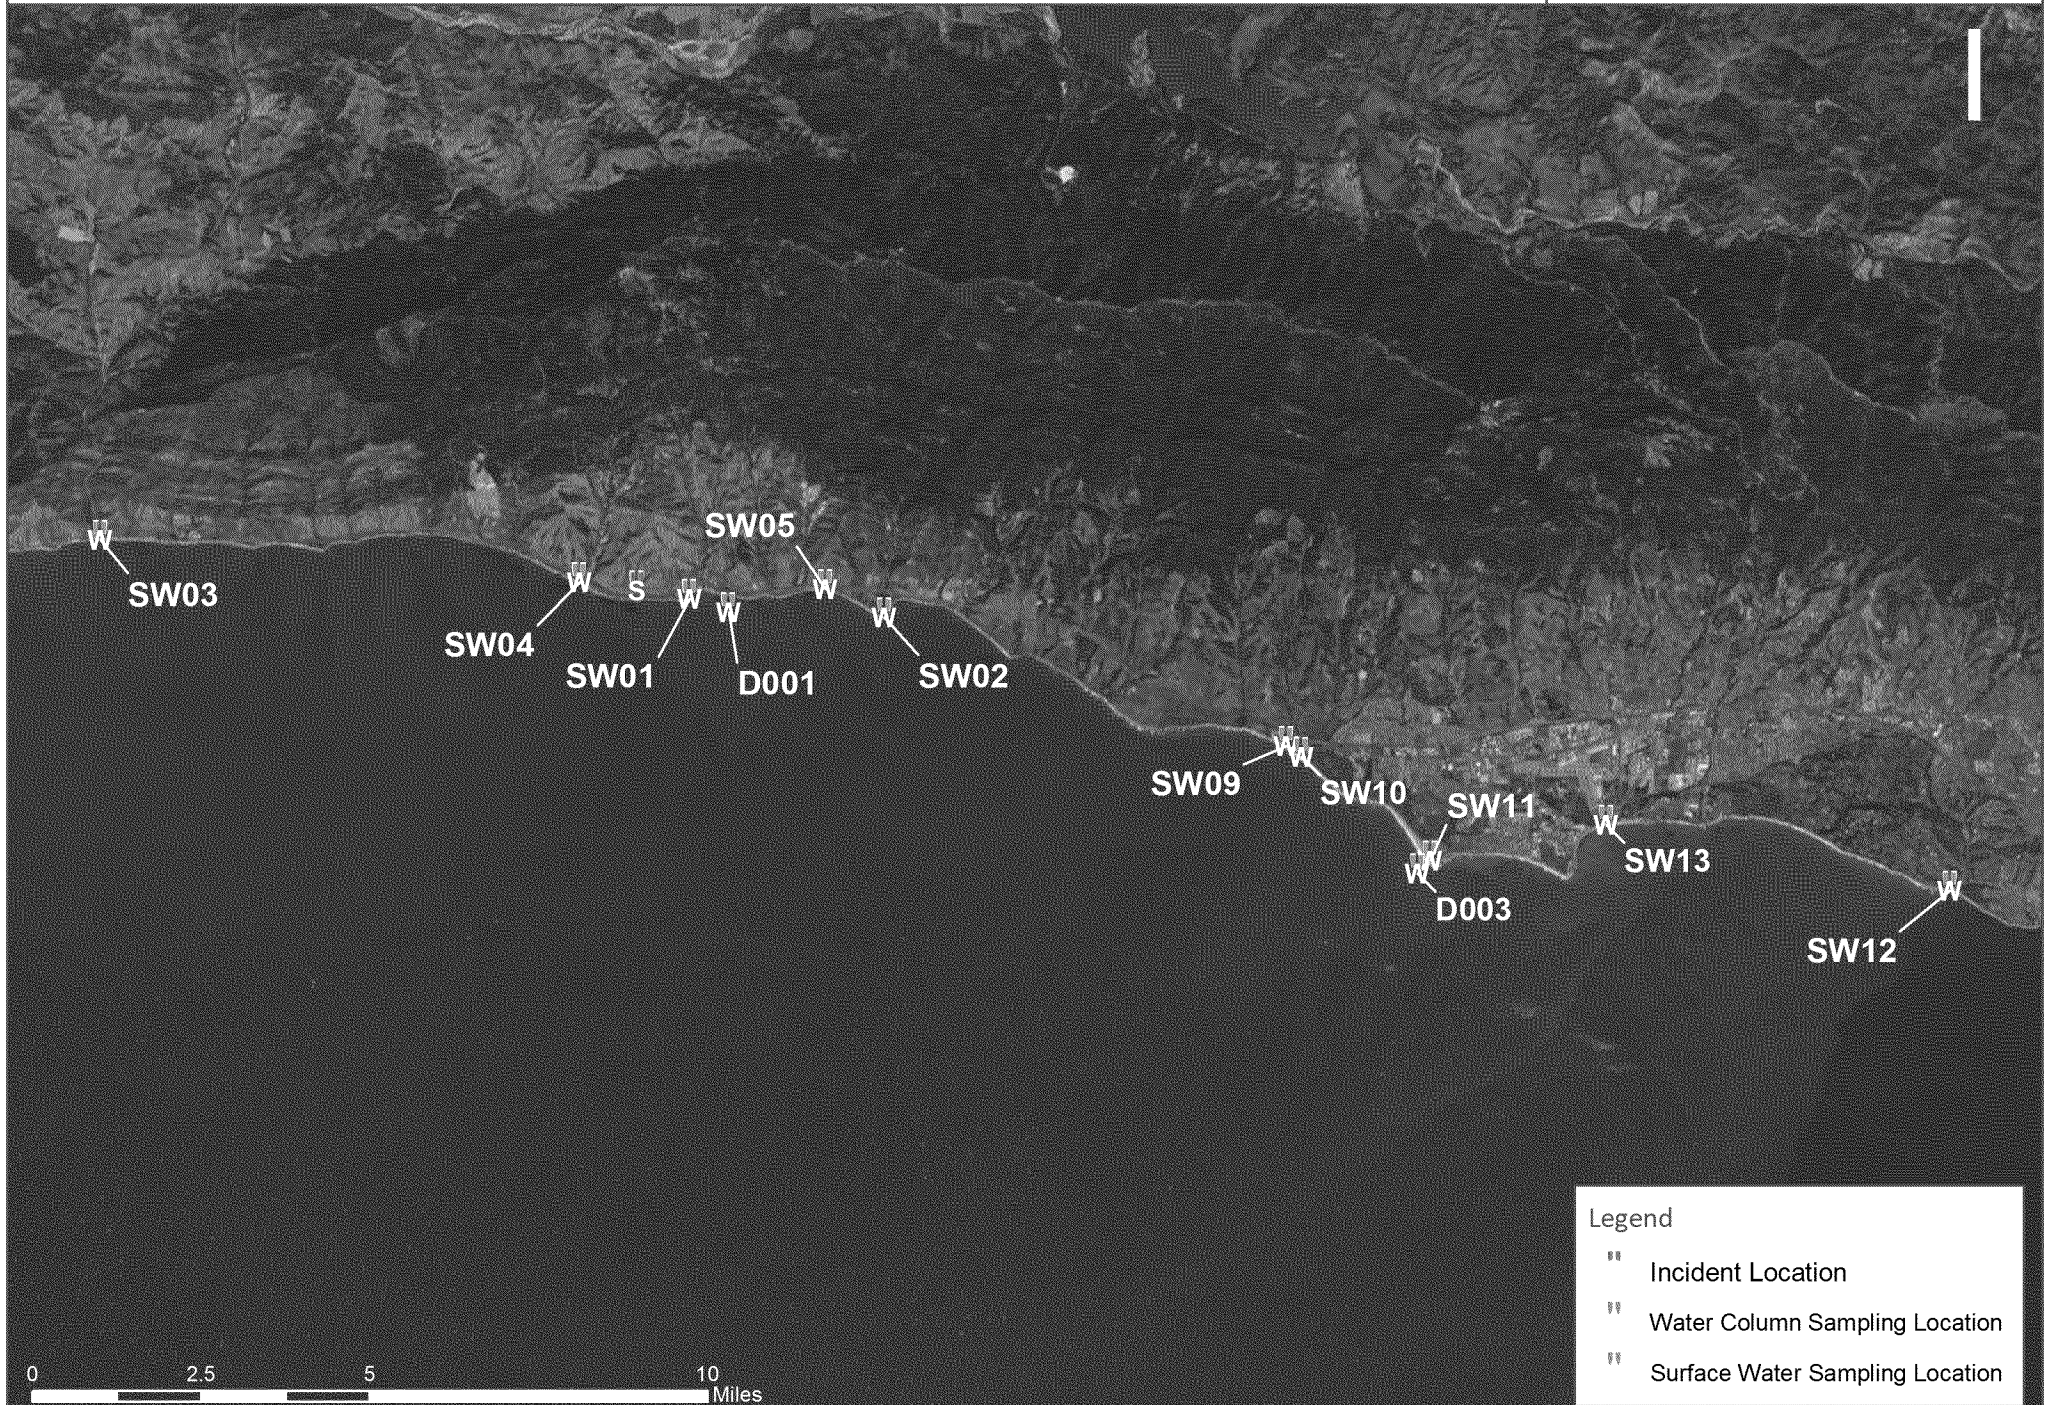 SW05
W
SW03
W
S
W
W
W
W
SW04
SW01
D001
SW02
W
W
SW09
SW10
SW11
W
W
W
SW13
D003
W
SW12
Legend
" Incident Location
" Water Column Sampling Location
" Surface Water Sampling Location
0 2.5 5 10
Miles